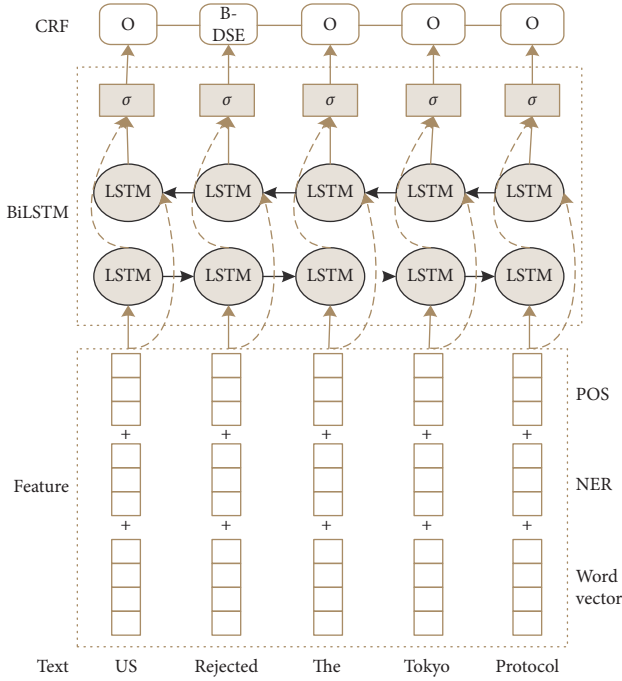 CRF
O
B-
DSE
O
O
O
σ σ σ σ σ
BiLSTM
LSTM LSTM LSTM LSTM LSTM
LSTM LSTM LSTM LSTM LSTM
POS
+ + + + +
Feature
NER
+ + + + +
Word
vector
Text US Rejected The Tokyo Protocol